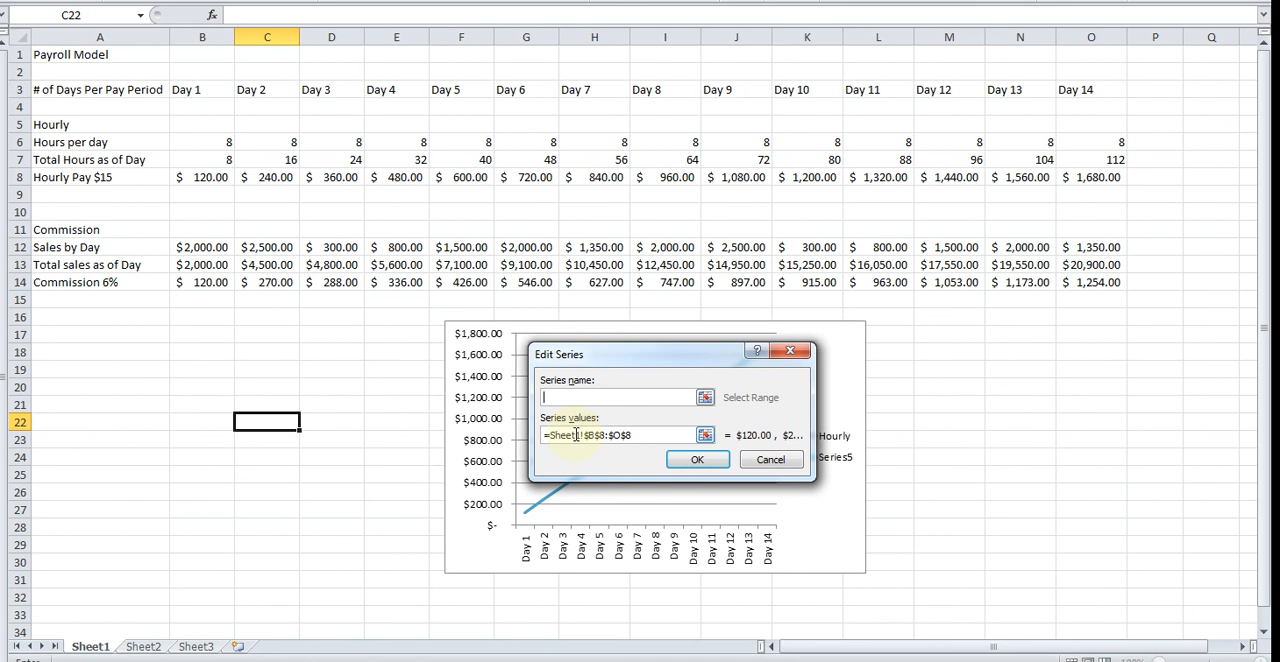 C22 fx
A B C D E F G H I J K L M N O P Q
1 Payroll Model
2
3 # of Days Per Pay Period Day 1 Day 2 Day 3 Day 4 Day 5 Day 6 Day 7 Day 8 Day 9 Day 10 Day 11 Day 12 Day 13 Day 14
4
5 Hourly
6 Hours per day 8 8 8 8 8 8 8 8 8 8 8 8 8 8
7 Total Hours as of Day 8 16 24 32 40 48 56 64 72 80 88 96 104 112
8 Hourly Pay $15 $ 120.00 $ 240.00 $ 360.00 $ 480.00 $ 600.00 $ 720.00 $ 840.00 $ 960.00 $ 1,080.00 $ 1,200.00 $ 1,320.00 $ 1,440.00 $ 1,560.00 $ 1,680.00
9
10
11 Commission
12 Sales by Day $2,000.00 $2,500.00 $ 300.00 $ 800.00 $1,500.00 $2,000.00 $ 1,350.00 $ 2,000.00 $ 2,500.00 $ 300.00 $ 800.00 $ 1,500.00 $ 2,000.00 $ 1,350.00
13 Total sales as of Day $2,000.00 $4,500.00 $4,800.00 $5,600.00 $7,100.00 $9,100.00 $10,450.00 $12,450.00 $14,950.00 $15,250.00 $16,050.00 $17,550.00 $19,550.00 $20,900.00
14 Commission 6% $ 120.00 $ 270.00 $ 288.00 $ 336.00 $ 426.00 $ 546.00 $ 627.00 $ 747.00 $ 897.00 $ 915.00 $ 963.00 $ 1,053.00 $ 1,173.00 $ 1,254.00
15
16
17
18
19
20
21
22
23
24
25
26
27
28
29
30
31
32
33
34
$1,800.00
$1,600.00
$1,400.00
$1,200.00
$1,000.00
$800.00
$600.00
$400.00
$200.00
$-
Day 1 Day 2 Day 3 Day 4 Day 5 Day 6 Day 7 Day 8 Day 9 Day 10 Day 11 Day 12 Day 13 Day 14
Hourly
Series5
Edit Series ?
Series name:
Select Range
Series values:
=Sheet1!$B$8:$O$8 = $120.00 , $2...
OK Cancel
Sheet1 Sheet2 Sheet3